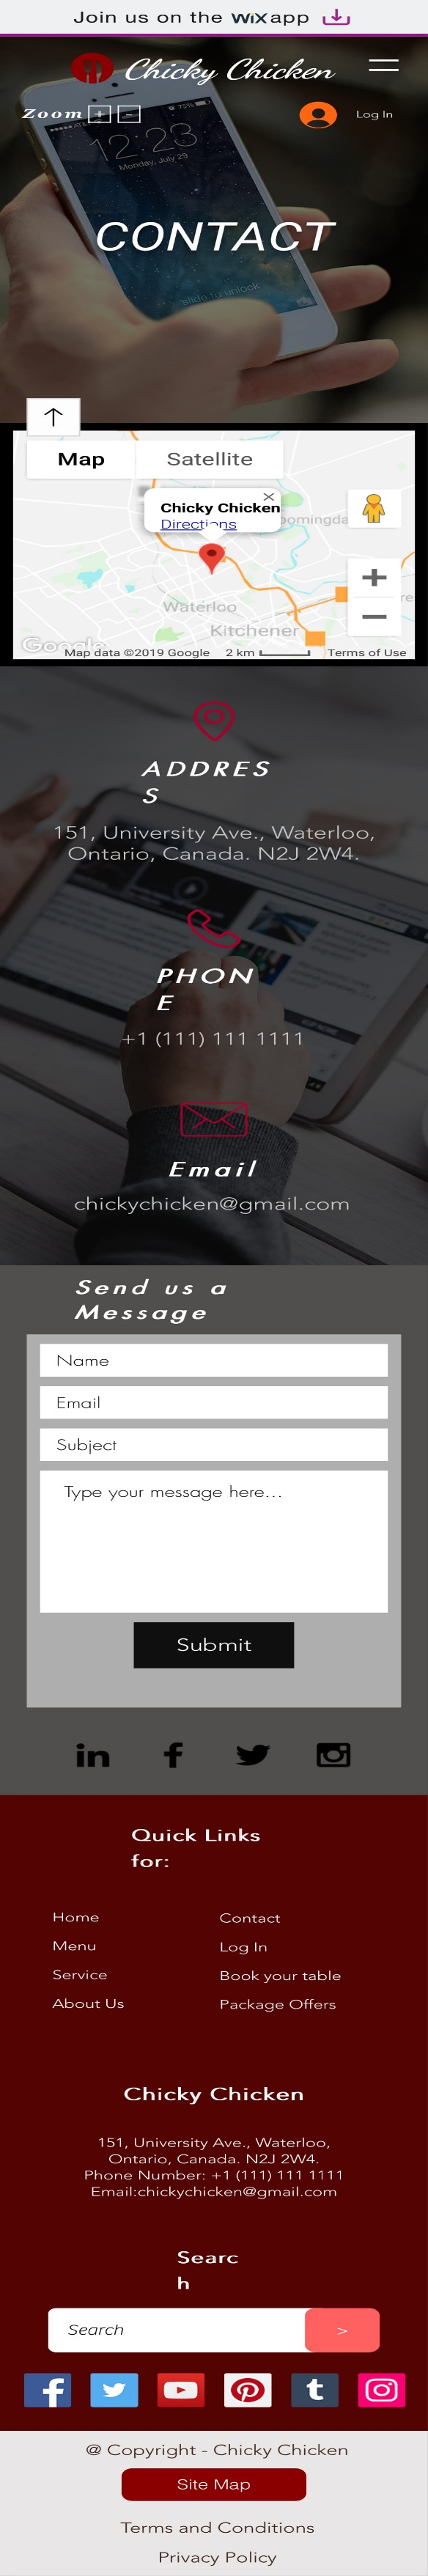 Join us on the wix app
Chicky Chicken
Zoom + -
Log In
75%
12:23
Monday, July 29
CONTACT
slide to unlock
↑
Map Satellite
Chicky Chicken
Directions
Waterloo
Kitchener
Google
Map data ©2019 Google 2 km Terms of Use
ADDRES
S
151, University Ave., Waterloo,
Ontario, Canada. N2J 2W4.
PHON
E
+1 (111) 111 1111
Email
chickychicken@gmail.com
Send us a
Message
Name
Email
Subject
Type your message here...
Submit
Quick Links
for:
Home
Menu
Service
About Us
Contact
Log In
Book your table
Package Offers
Chicky Chicken
151, University Ave., Waterloo,
Ontario, Canada. N2J 2W4.
Phone Number: +1 (111) 111 1111
Email:chickychicken@gmail.com
Searc
h
Search >
@ Copyright - Chicky Chicken
Site Map
Terms and Conditions
Privacy Policy